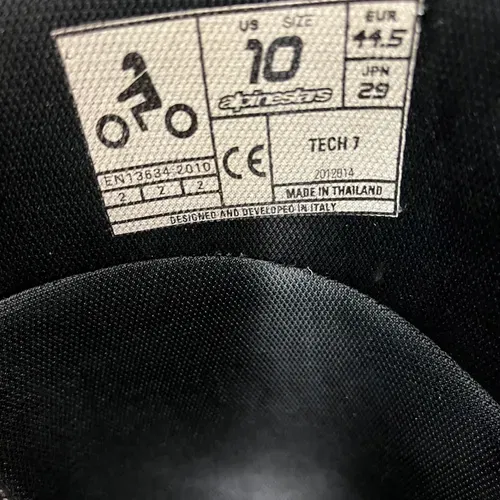 US SIZE
10
alpinestars
EUR
44.5
JPN
29
EN13634:2010
2 2 2
CE
TECH 7
2012014
MADE IN THAILAND
DESIGNED AND DEVELOPED IN ITALY